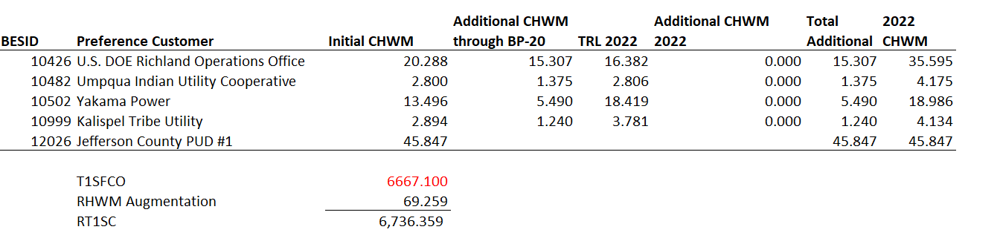 Additional CHWM Additional CHWM Total 2022
BESID Preference Customer Initial CHWM through BP-20 TRL 2022 2022 Additional CHWM
10426 U.S. DOE Richland Operations Office 20.288 15.307 16.382 0.000 15.307 35.595
10482 Umpqua Indian Utility Cooperative 2.800 1.375 2.806 0.000 1.375 4.175
10502 Yakama Power 13.496 5.490 18.419 0.000 5.490 18.986
10999 Kalispel Tribe Utility 2.894 1.240 3.781 0.000 1.240 4.134
12026 Jefferson County PUD #1 45.847 45.847 45.847
T1SFCO 6667.100
RHWM Augmentation 69.259
RT1SC 6,736.359